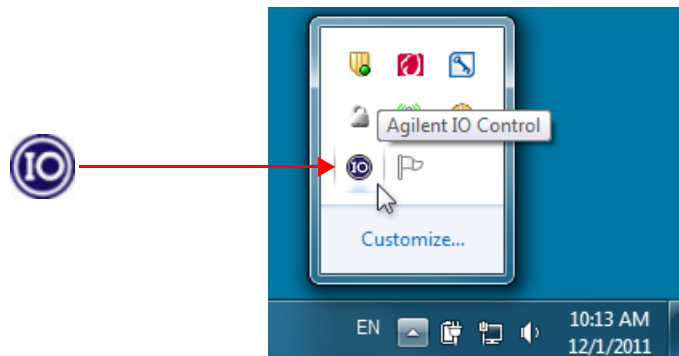 Agilent IO Control
IO
IO
Customize...
EN
10:13 AM
12/1/2011